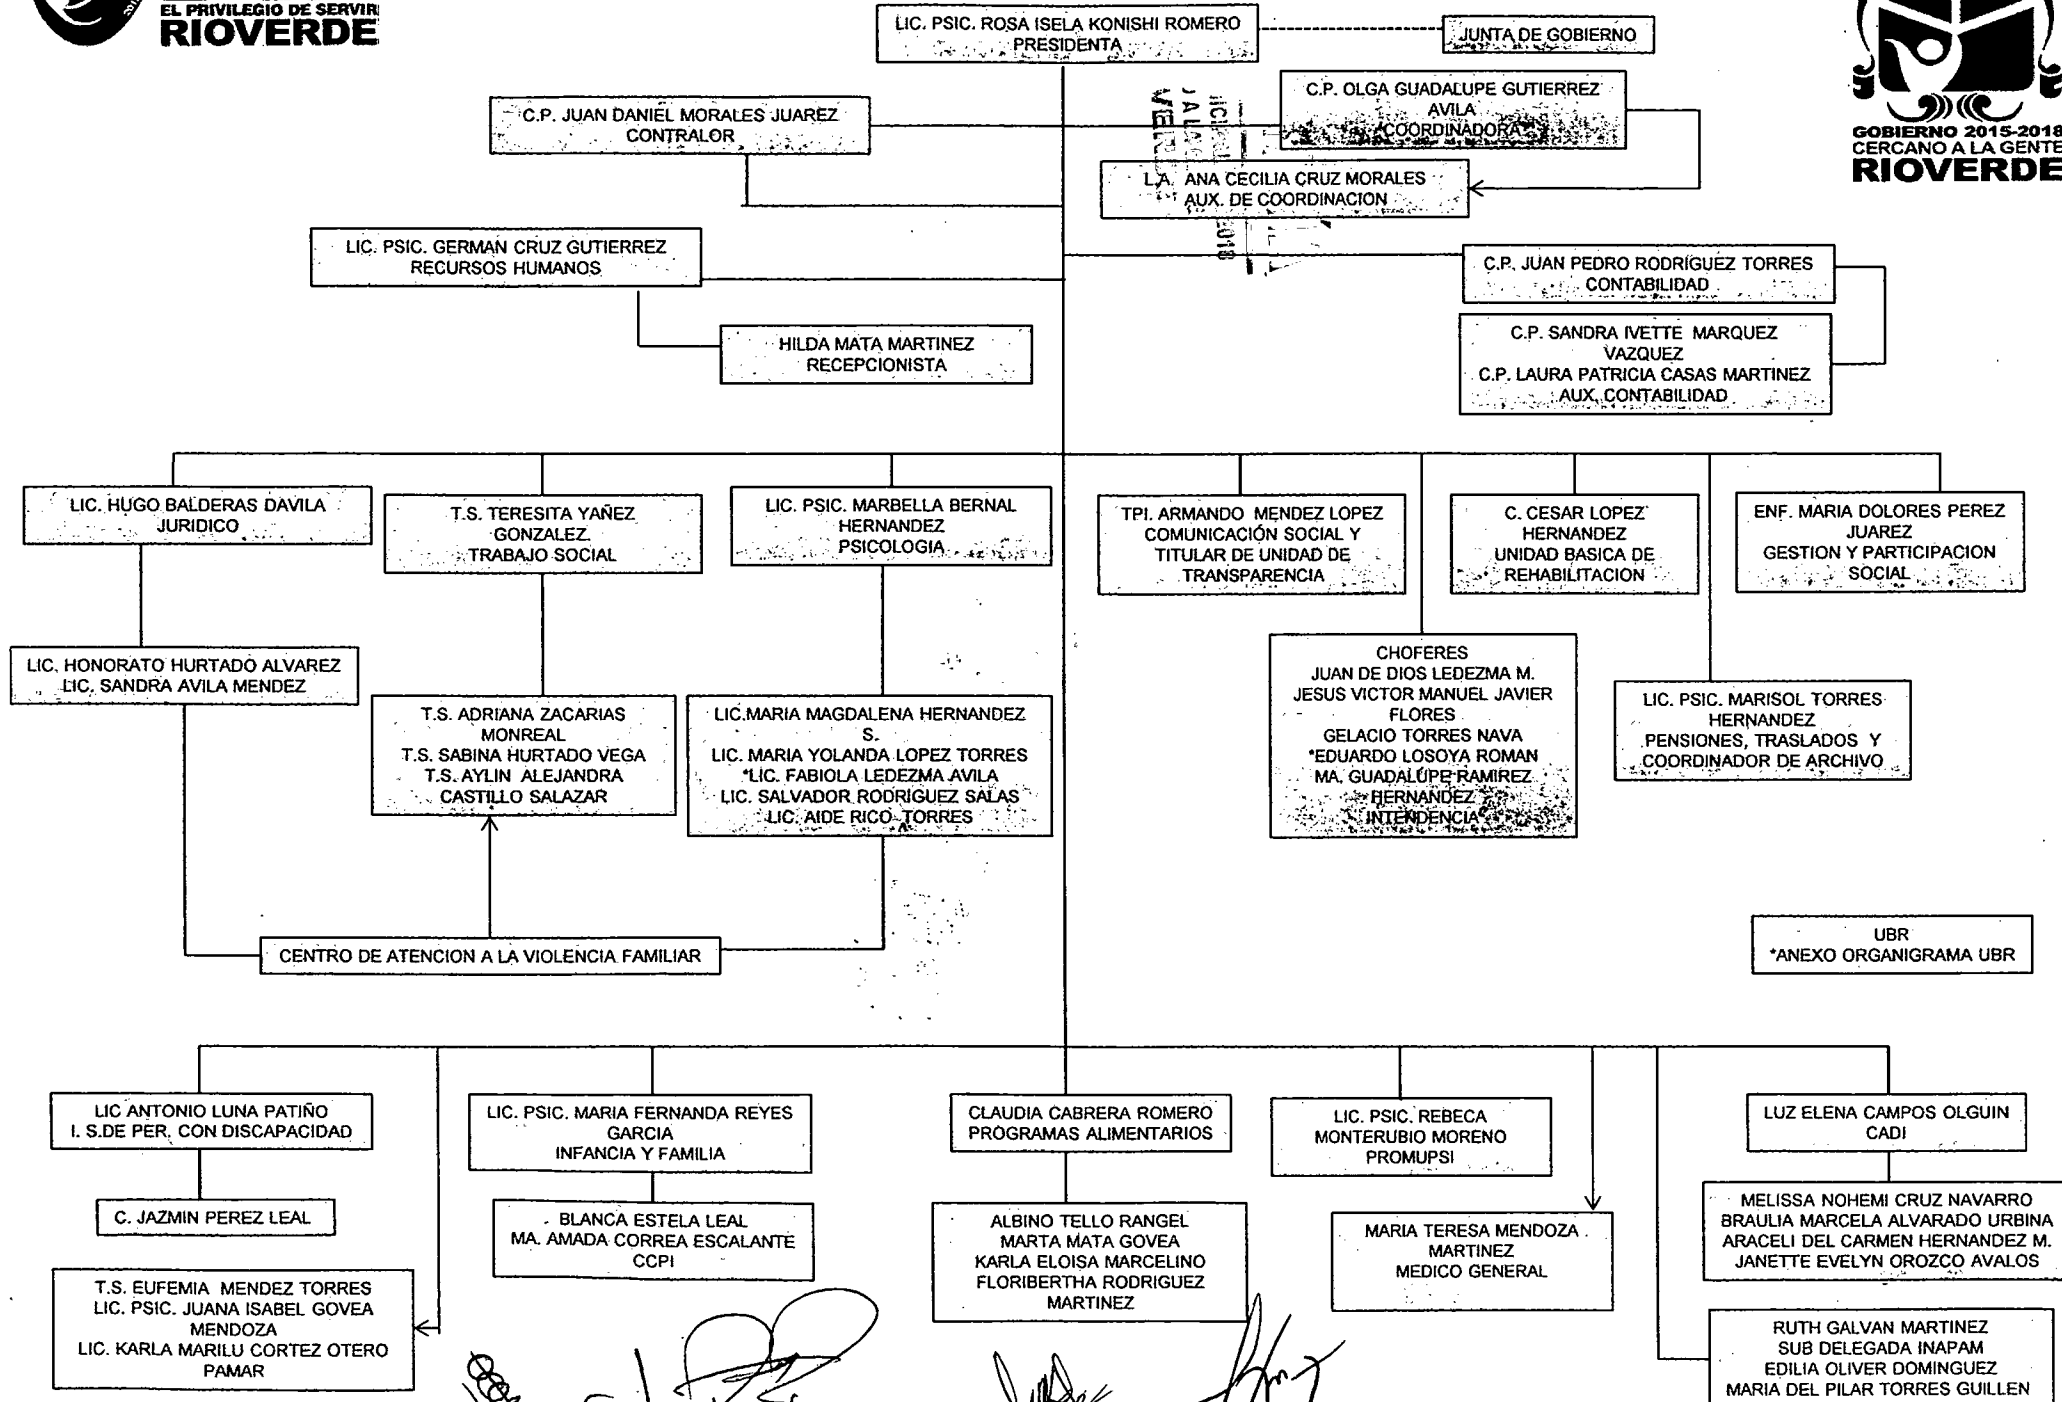 EL PRIVILEGIO DE SERVIR
RIOVERDE
LIC. PSIC. ROSA ISELA KONISHI ROMERO
PRESIDENTA
JUNTA DE GOBIERNO
GOBIERNO 2015-2018
CERCANO A LA GENTE
RIOVERDE
C.P. JUAN DANIEL MORALES JUAREZ
CONTRALOR
C.P. OLGA GUADALUPE GUTIERREZ
AVILA
COORDINADORA
L.A. ANA CECILIA CRUZ MORALES
AUX. DE COORDINACION
LIC. PSIC. GERMAN CRUZ GUTIERREZ
RECURSOS HUMANOS
C.P. JUAN PEDRO RODRÍGUEZ TORRES
CONTABILIDAD
HILDA MATA MARTINEZ
RECEPCIONISTA
C.P. SANDRA IVETTE MARQUEZ
VAZQUEZ
C.P. LAURA PATRICIA CASAS MARTINEZ
AUX. CONTABILIDAD
LIC. HUGO BALDERAS DAVILA
JURIDICO
T.S. TERESITA YAÑEZ
GONZALEZ.
TRABAJO SOCIAL
LIC. PSIC. MARBELLA BERNAL
HERNANDEZ
PSICOLOGIA
TPI. ARMANDO MENDEZ LOPEZ
COMUNICACIÓN SOCIAL Y
TITULAR DE UNIDAD DE
TRANSPARENCIA
C. CESAR LOPEZ
HERNANDEZ
UNIDAD BASICA DE
REHABILITACION
ENF. MARIA DOLORES PEREZ
JUAREZ
GESTION Y PARTICIPACION
SOCIAL
LIC. HONORATO HURTADO ALVAREZ
LIC. SANDRA AVILA MENDEZ
T.S. ADRIANA ZACARIAS
MONREAL
T.S. SABINA HURTADO VEGA
T.S. AYLIN ALEJANDRA
CASTILLO SALAZAR
LIC.MARIA MAGDALENA HERNANDEZ
S.
LIC. MARIA YOLANDA LOPEZ TORRES
*LIC. FABIOLA LEDEZMA AVILA
LIC. SALVADOR RODRIGUEZ SALAS
LIC. AIDE RICO TORRES
CHOFERES
JUAN DE DIOS LEDEZMA M.
JESUS VICTOR MANUEL JAVIER
FLORES
GELACIO TORRES NAVA
*EDUARDO LOSOYA ROMAN
MA. GUADALUPE RAMIREZ
HERNANDEZ
INTENDENCIA
LIC. PSIC. MARISOL TORRES
HERNANDEZ
PENSIONES, TRASLADOS Y
COORDINADOR DE ARCHIVO
CENTRO DE ATENCION A LA VIOLENCIA FAMILIAR
UBR
*ANEXO ORGANIGRAMA UBR
LIC ANTONIO LUNA PATIÑO
I. S.DE PER. CON DISCAPACIDAD
LIC. PSIC. MARIA FERNANDA REYES
GARCIA
INFANCIA Y FAMILIA
CLAUDIA CABRERA ROMERO
PROGRAMAS ALIMENTARIOS
LIC. PSIC. REBECA
MONTERUBIO MORENO
PROMUPSI
LUZ ELENA CAMPOS OLGUIN
CADI
C. JAZMIN PEREZ LEAL
BLANCA ESTELA LEAL
MA. AMADA CORREA ESCALANTE
CCPI
ALBINO TELLO RANGEL
MARTA MATA GOVEA
KARLA ELOISA MARCELINO
FLORIBERTHA RODRIGUEZ
MARTINEZ
MARIA TERESA MENDOZA
MARTINEZ
MEDICO GENERAL
MELISSA NOHEMI CRUZ NAVARRO
BRAULIA MARCELA ALVARADO URBINA
ARACELI DEL CARMEN HERNANDEZ M.
JANETTE EVELYN OROZCO AVALOS
T.S. EUFEMIA MENDEZ TORRES
LIC. PSIC. JUANA ISABEL GOVEA
MENDOZA
LIC. KARLA MARILU CORTEZ OTERO
PAMAR
RUTH GALVAN MARTINEZ
SUB DELEGADA INAPAM
EDILIA OLIVER DOMINGUEZ
MARIA DEL PILAR TORRES GUILLEN